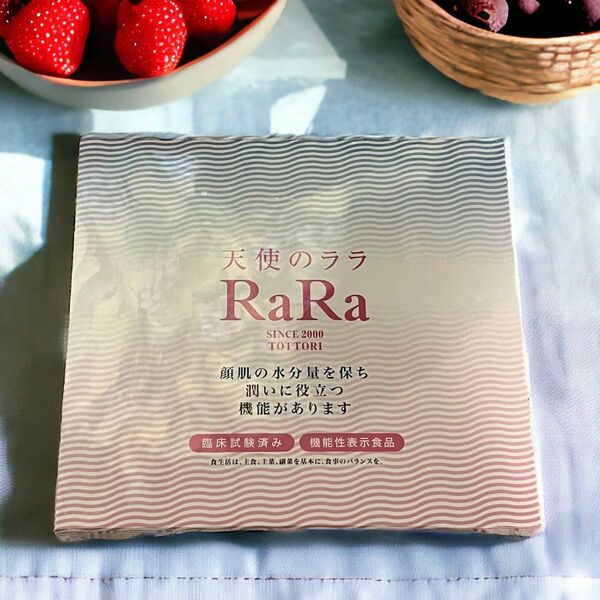 天使のララ
RaRa
SINCE 2000
TOTTORI
顔肌の水分量を保ち
潤いに役立つ
機能があります
臨床試験済み 機能性表示食品
食生活は、主食、主菜、副菜を基本に、食事のバランスを。